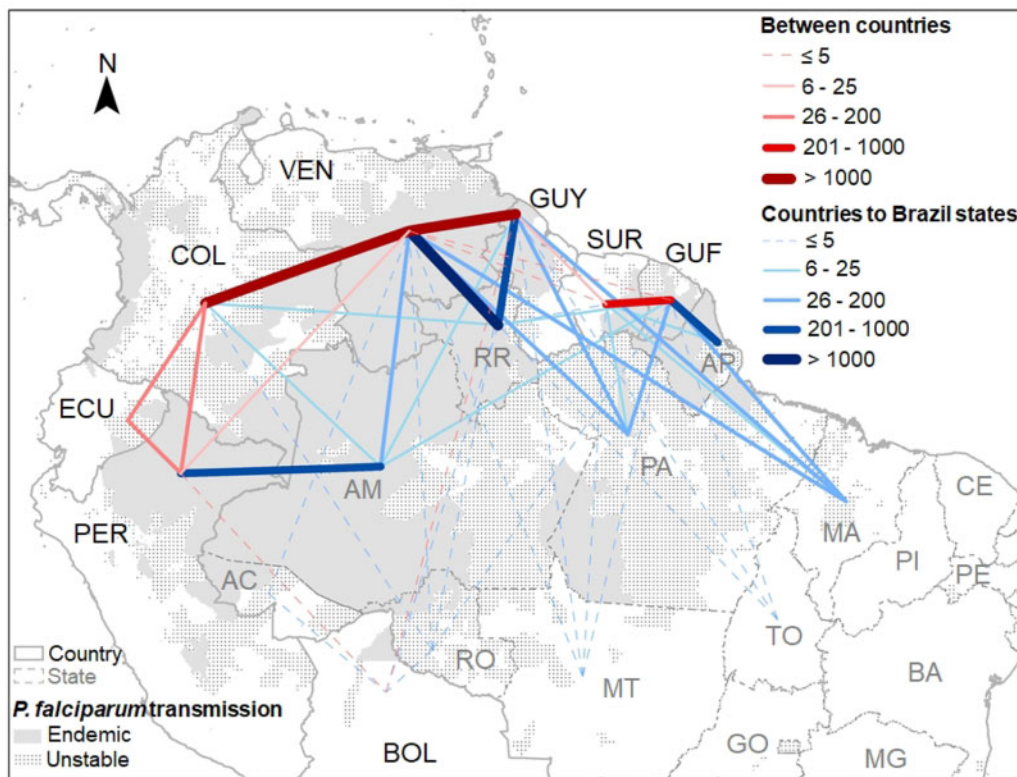 N
Between countries
≤ 5
6 - 25
26 - 200
201 - 1000
> 1000
Countries to Brazil states
≤ 5
6 - 25
26 - 200
201 - 1000
> 1000
VEN
GUY
SUR
GUF
COL
RR
AP
ECU
AM
PA
PER
MA
CE
PI
PE
AC
RO
TO
MT
BA
BOL
GO
MG
Country
State
P. falciparum transmission
Endemic
Unstable